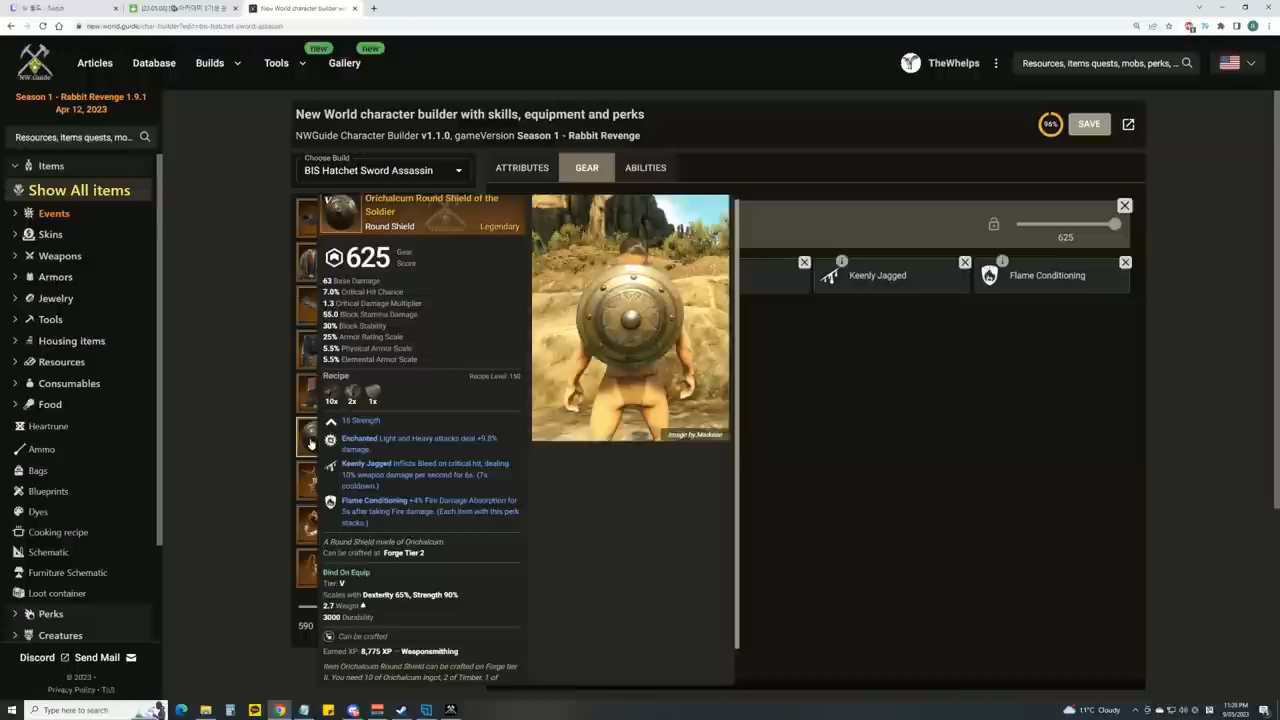 월드 - Twitch
New World character builder with
new-world.guide/char-builder?edit=bis-hatchet-sword-assassin
new
new
NW.Guide
Articles
Database
Builds
Tools
Gallery
TheWhelps
Resources, items quests, mobs, perks, ...
Season 1 - Rabbit Revenge 1.9.1
Apr 12, 2023
Resources, items quests, mo...
New World character builder with skills, equipment and perks
NWGuide Character Builder v1.1.0, gameVersion Season 1 - Rabbit Revenge
96%
SAVE
Choose Build
BIS Hatchet Sword Assassin
ATTRIBUTES
GEAR
ABILITIES
Items
Show All items
Events
Skins
Weapons
Armors
Jewelry
Tools
Housing items
Resources
Consumables
Food
Heartrune
Ammo
Bags
Blueprints
Dyes
Cooking recipe
Schematic
Furniture Schematic
Loot container
Perks
Creatures
Discord
Send Mail
© 2023 -
Privacy Policy - ToS
V
Orichalcum Round Shield of the
Soldier
Round Shield
Legendary
625
Gear
Score
63 Base Damage
7.0% Critical Hit Chance
1.3 Critical Damage Multiplier
55.0 Block Stamina Damage
30% Block Stability
25% Armor Rating Scale
5.5% Physical Armor Scale
5.5% Elemental Armor Scale
Recipe
Recipe Level: 150
10x
2x
1x
16 Strength
Enchanted Light and Heavy attacks deal +9.8%
damage.
Keenly Jagged Inflicts Bleed on critical hit, dealing
10% weapon damage per second for 6s. (7s
cooldown.)
Flame Conditioning +4% Fire Damage Absorption for
5s after taking Fire damage. (Each item with this perk
stacks.)
A Round Shield made of Orichalcum.
Can be crafted at Forge Tier 2
Bind On Equip
Tier: V
Scales with Dexterity 65%, Strength 90%
2.7 Weight
3000 Durability
Can be crafted
Earned XP: 8,775 XP — Weaponsmithing
Item Orichalcum Round Shield can be crafted on Forge tier
II. You need 10 of Orichalcum Ingot, 2 of Timber, 1 of
590
625
Keenly Jagged
Flame Conditioning
Type here to search
11°C Cloudy
11:28 PM
9/05/2023